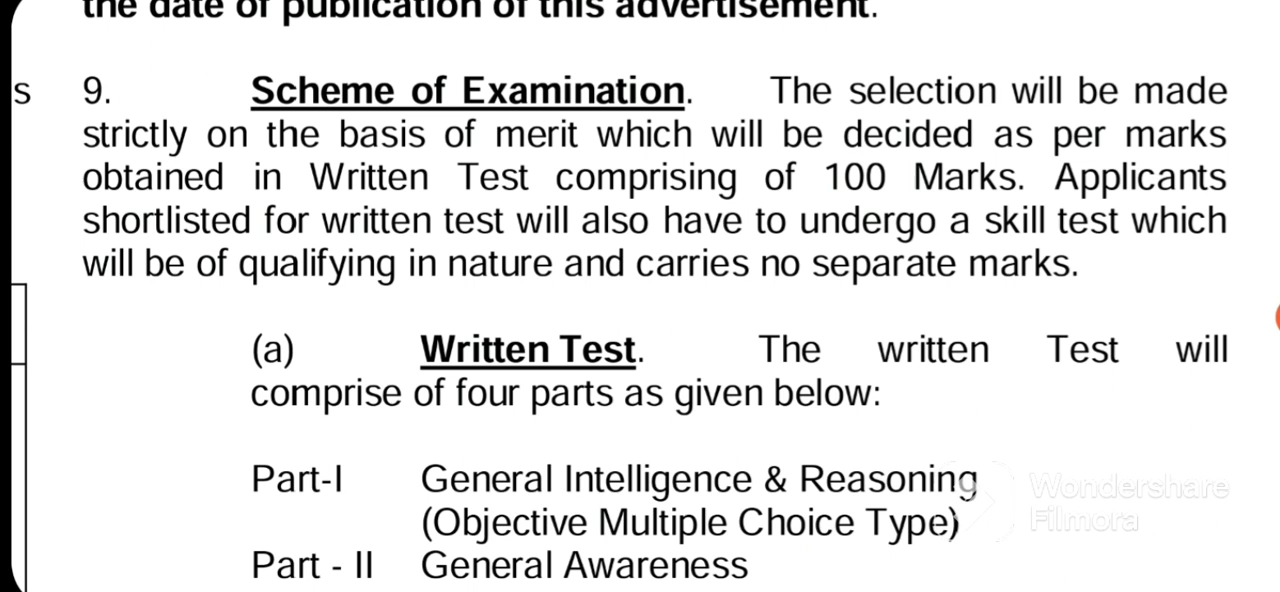 the date of publication of this advertisement.
s 9. Scheme of Examination. The selection will be made
strictly on the basis of merit which will be decided as per marks
obtained in Written Test comprising of 100 Marks. Applicants
shortlisted for written test will also have to undergo a skill test which
will be of qualifying in nature and carries no separate marks.
(a) Written Test. The written Test will
comprise of four parts as given below:
Part-I General Intelligence & Reasoning
(Objective Multiple Choice Type)
Part - II General Awareness
Wondershare
Filmora